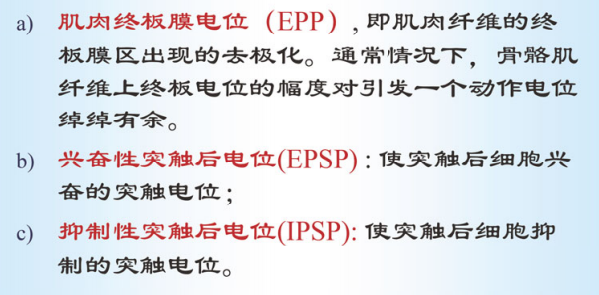 a) 肌肉终板膜电位（EPP）, 即肌肉纤维的终
板膜区出现的去极化。通常情况下，骨骼肌
纤维上终板电位的幅度对引发一个动作电位
绰绰有余。
b) 兴奋性突触后电位(EPSP) : 使突触后细胞兴
奋的突触电位；
c) 抑制性突触后电位(IPSP): 使突触后细胞抑
制的突触电位。